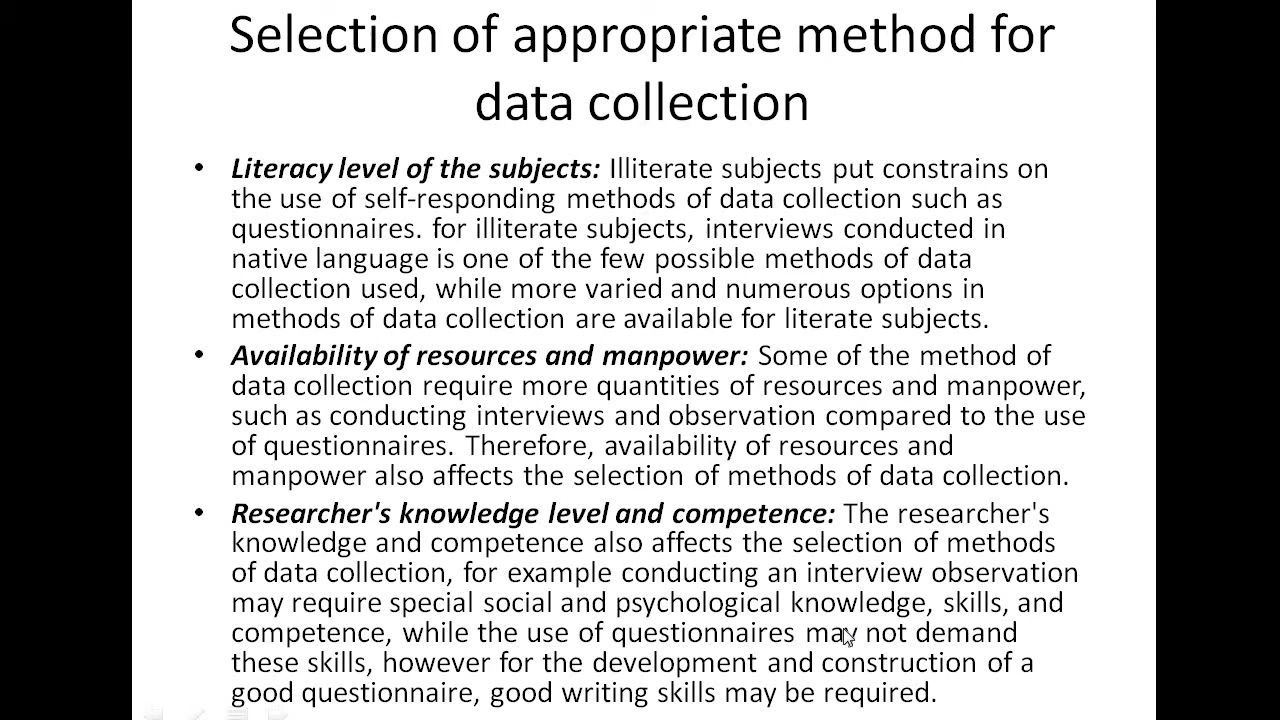 Selection of appropriate method for
data collection
• Literacy level of the subjects: Illiterate subjects put constrains on
the use of self-responding methods of data collection such as
questionnaires. for illiterate subjects, interviews conducted in
native language is one of the few possible methods of data
collection used, while more varied and numerous options in
methods of data collection are available for literate subjects.
• Availability of resources and manpower: Some of the method of
data collection require more quantities of resources and manpower,
such as conducting interviews and observation compared to the use
of questionnaires. Therefore, availability of resources and
manpower also affects the selection of methods of data collection.
• Researcher's knowledge level and competence: The researcher's
knowledge and competence also affects the selection of methods
of data collection, for example conducting an interview observation
may require special social and psychological knowledge, skills, and
competence, while the use of questionnaires may not demand
these skills, however for the development and construction of a
good questionnaire, good writing skills may be required.